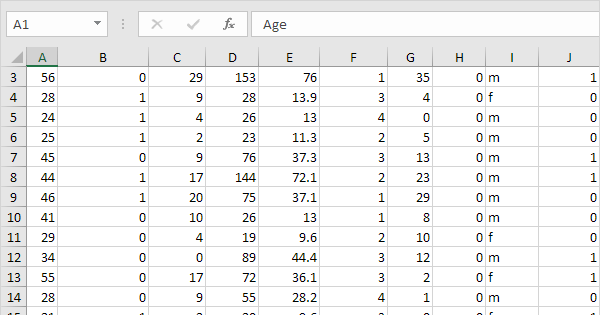 A1 fx Age
A B C D E F G H I J
3 56 0 29 153 76 1 35 0 m 1
4 28 1 9 28 13.9 3 4 0 f 0
5 24 1 4 26 13 4 0 0 m 0
6 25 1 2 23 11.3 2 5 0 m 0
7 45 0 9 76 37.3 3 13 0 m 1
8 44 1 17 144 72.1 2 23 0 m 1
9 46 1 20 75 37.1 1 29 0 m 0
10 41 0 10 26 13 1 8 0 m 0
11 29 0 4 19 9.6 2 10 0 f 0
12 34 0 0 89 44.4 3 12 0 m 1
13 55 0 17 72 36.1 3 2 0 f 1
14 28 0 9 55 28.2 4 1 0 m 0